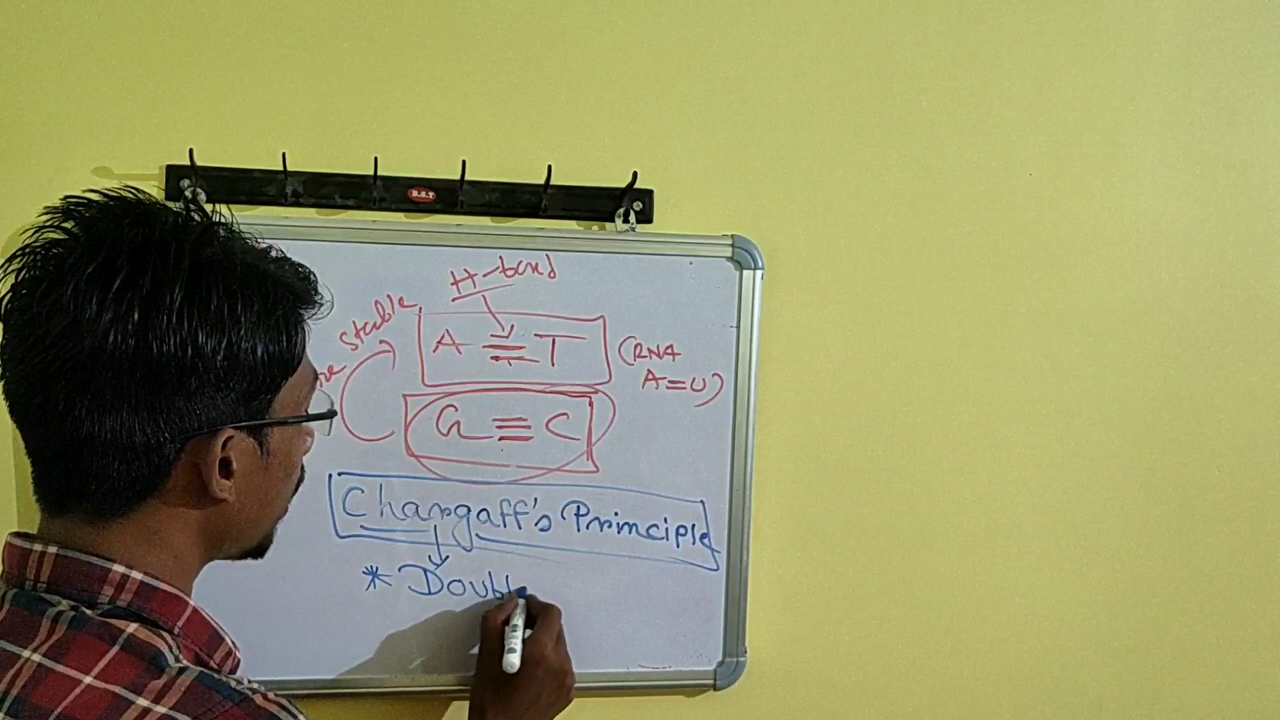 R.S.T
H-bond
stable
A = T
(RNA
A=U)
G ≡ C
Chargaff's Principle
* Doubl